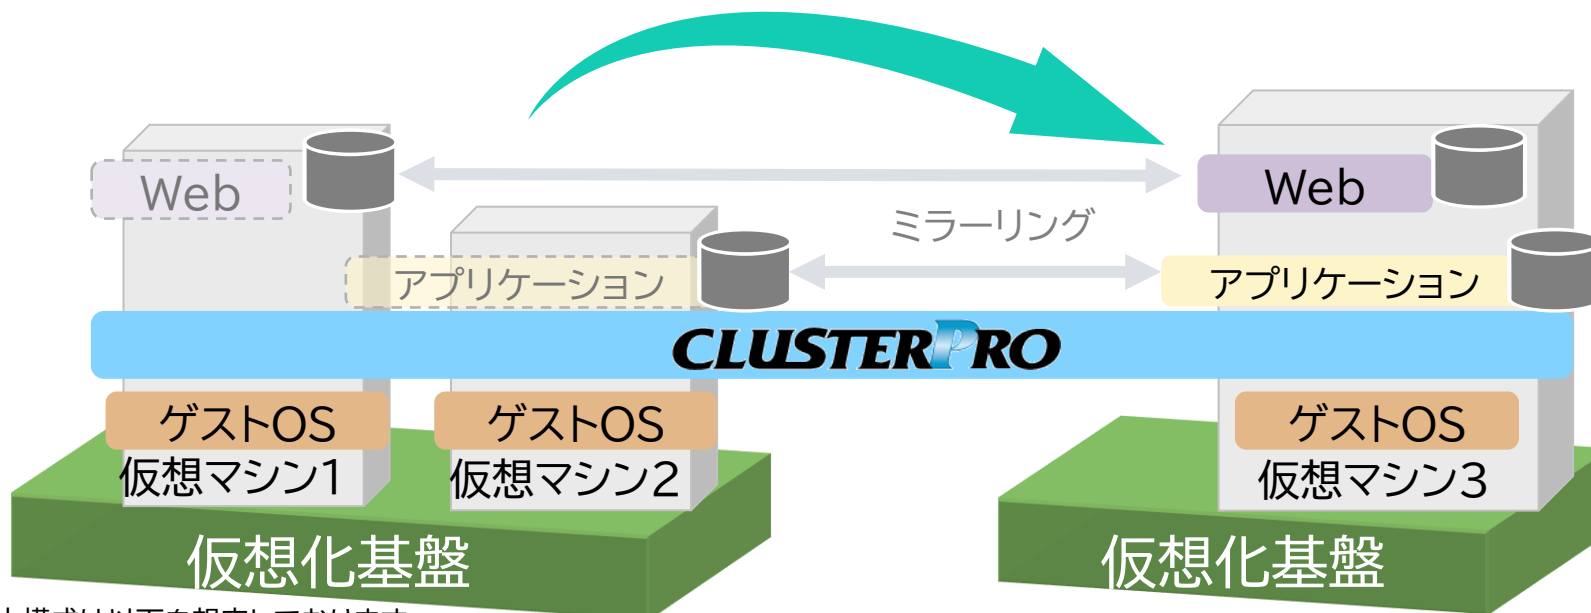 Web
Web
ミラーリング
アプリケーション
アプリケーション
CLUSTERPRO
ゲストOS
ゲストOS
ゲストOS
仮想マシン1
仮想マシン2
仮想マシン3
仮想化基盤
仮想化基盤